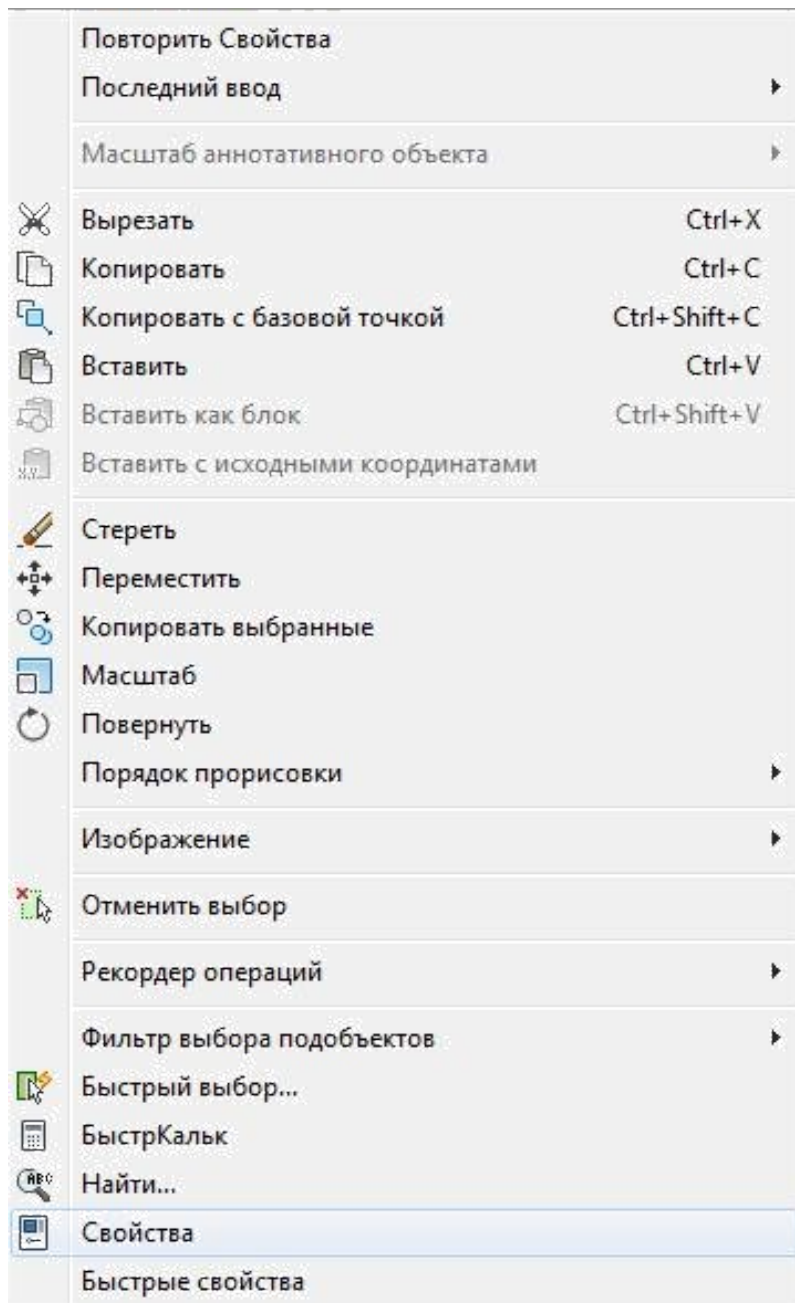 Повторить Свойства
Последний ввод
Масштаб аннотативного объекта
Вырезать Ctrl+X
Копировать Ctrl+C
Копировать с базовой точкой Ctrl+Shift+C
Вставить Ctrl+V
Вставить как блок Ctrl+Shift+V
Вставить с исходными координатами
Стереть
Переместить
Копировать выбранные
Масштаб
Повернуть
Порядок прорисовки
Изображение
Отменить выбор
Рекордер операций
Фильтр выбора подобъектов
Быстрый выбор...
БыстрКальк
ABC Найти...
Свойства
Быстрые свойства